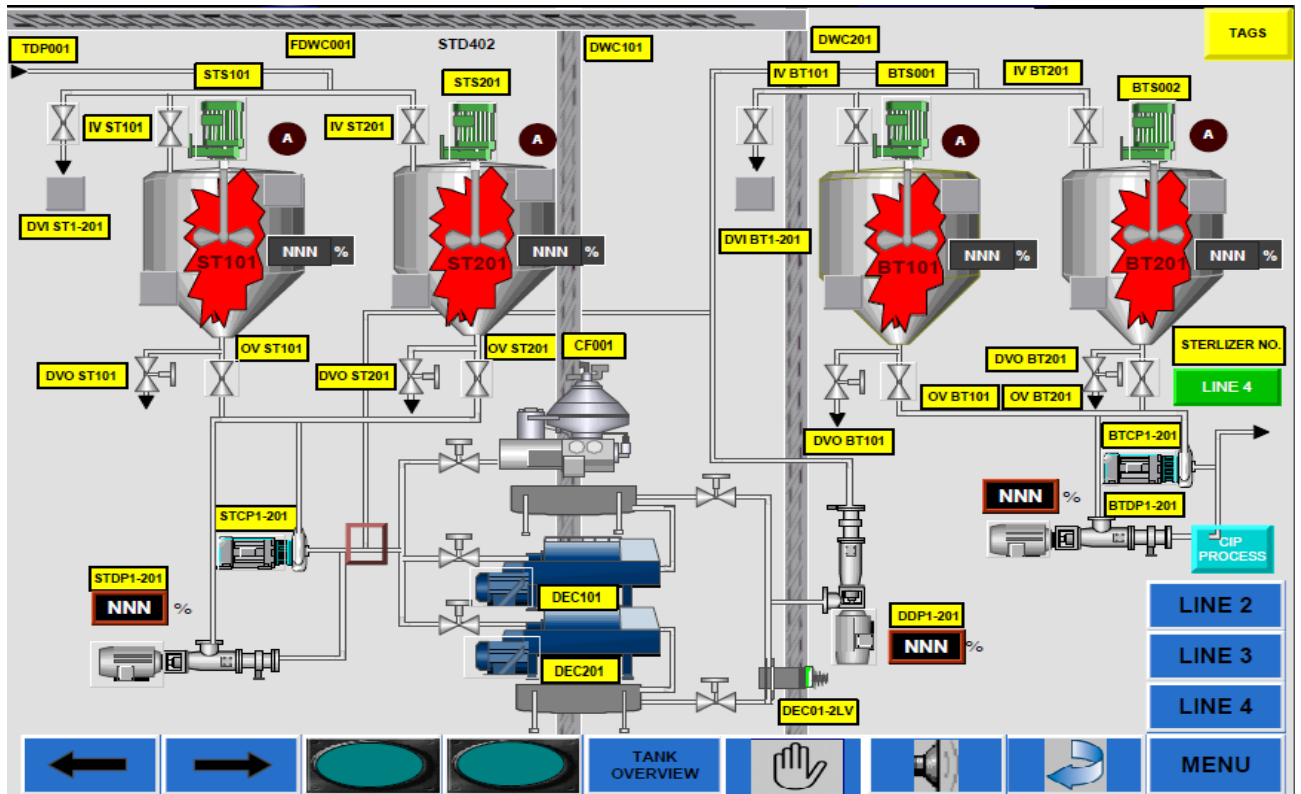 TDP001
FDWC001
STD402
DWC101
DWC201
TAGS
STS101
STS201
IV BT101
BTS001
IV BT201
BTS002
IV ST101
A
IV ST201
A
A
A
DVI ST1-201
DVI BT1-201
ST101
NNN %
ST201
NNN %
BT101
NNN %
BT201
NNN %
OV ST101
OV ST201
CF001
STERLIZER NO.
DVO ST101
DVO ST201
DVO BT201
LINE 4
OV BT101
OV BT201
DVO BT101
BTCP1-201
NNN %
BTDP1-201
STCP1-201
CIP
PROCESS
STDP1-201
NNN %
DEC101
LINE 2
DDP1-201
NNN %
LINE 3
DEC201
DEC01-2LV
LINE 4
TANK
OVERVIEW
MENU